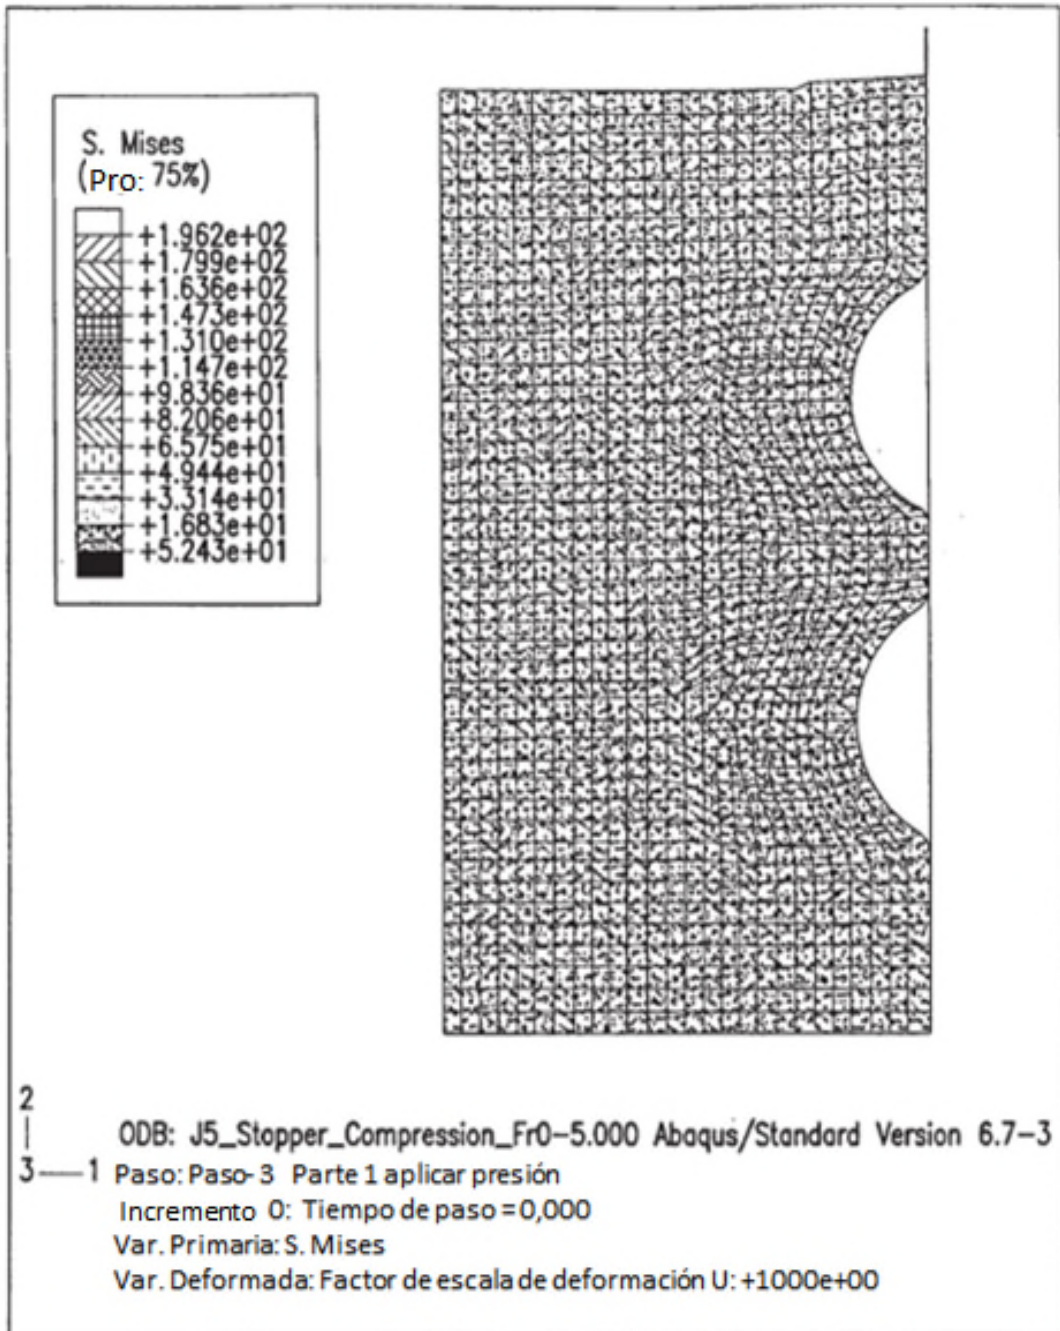 S. Mises
(Pro: 75%)
+1.962e+02
+1.799e+02
+1.636e+02
+1.473e+02
+1.310e+02
+1.147e+02
+9.836e+01
+8.206e+01
+6.575e+01
+4.944e+01
+3.314e+01
+1.683e+01
+5.243e+01
2
3 1
ODB: J5_Stopper_Compression_Fr0-5.000 Abaqus/Standard Version 6.7-3
Paso: Paso-3 Parte 1 aplicar presión
Incremento 0: Tiempo de paso = 0,000
Var. Primaria: S. Mises
Var. Deformada: Factor de escala de deformación U: +1000e+00